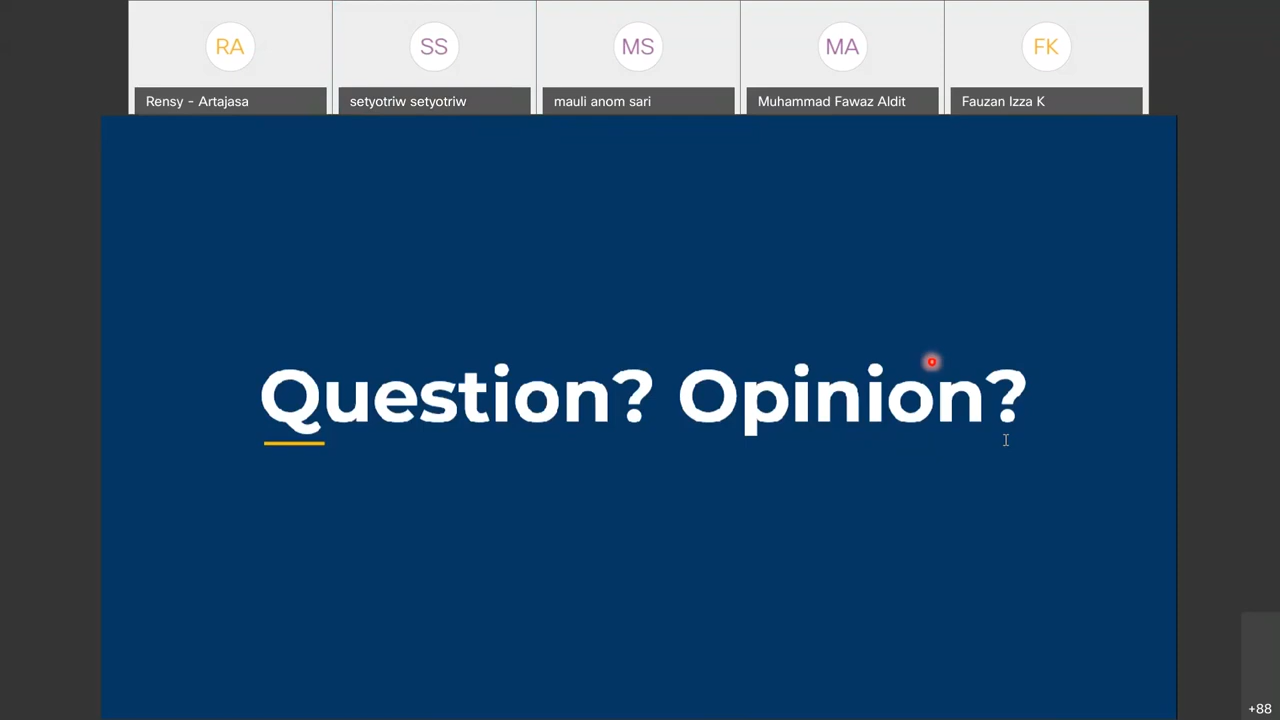 RA
SS
MS
MA
FK
Rensy - Artajasa
setyotriw setyotriw
mauli anom sari
Muhammad Fawaz Aldit
Fauzan Izza K
Question? Opinion?
+88